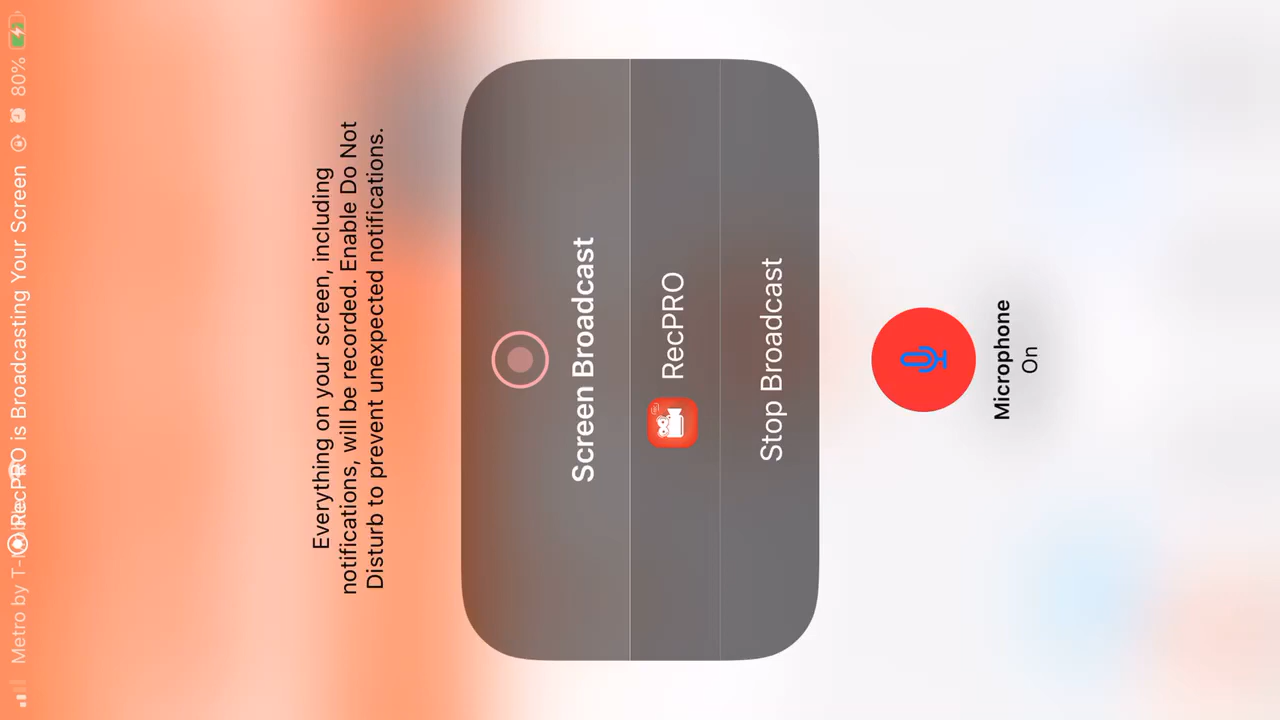 Metro by T-Mobile
RecPRO is Broadcasting Your Screen
80%
Everything on your screen, including
notifications, will be recorded. Enable Do Not
Disturb to prevent unexpected notifications.
Screen Broadcast
RecPRO
Stop Broadcast
Microphone
On